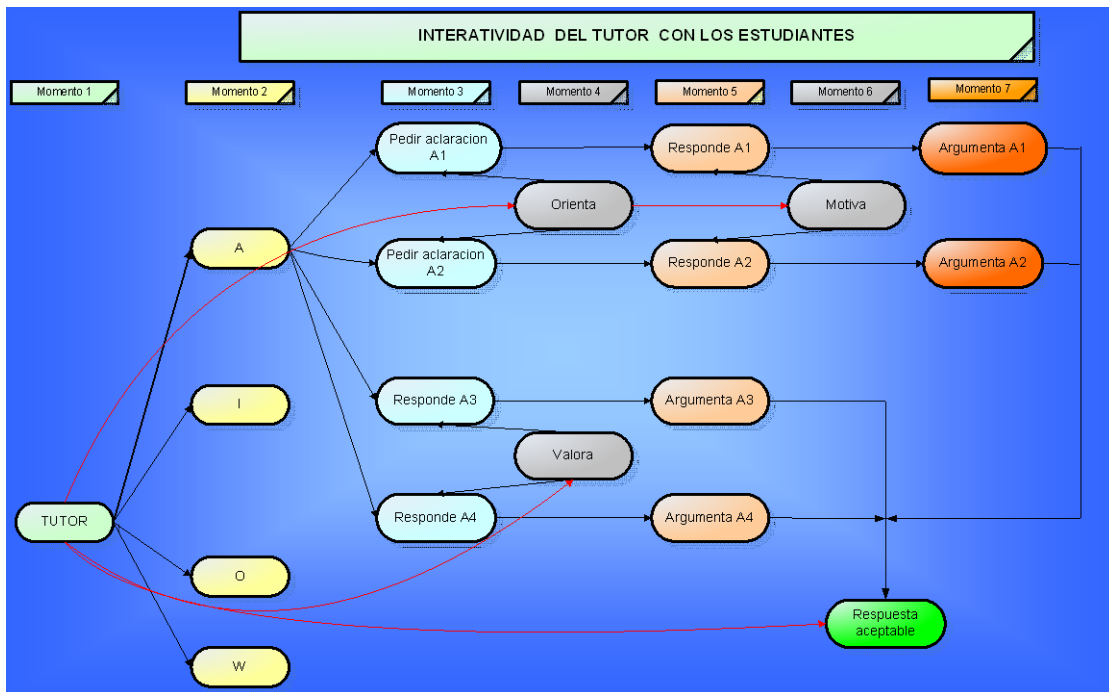 INTERATIVIDAD DEL TUTOR CON LOS ESTUDIANTES
Momento 1
Momento 2
Momento 3
Momento 4
Momento 5
Momento 6
Momento 7
Pedir aclaracion
A1
Responde A1
Argumenta A1
Orienta
Motiva
A
Pedir aclaracion
A2
Responde A2
Argumenta A2
I
Responde A3
Argumenta A3
Valora
TUTOR
Responde A4
Argumenta A4
O
Respuesta
aceptable
W